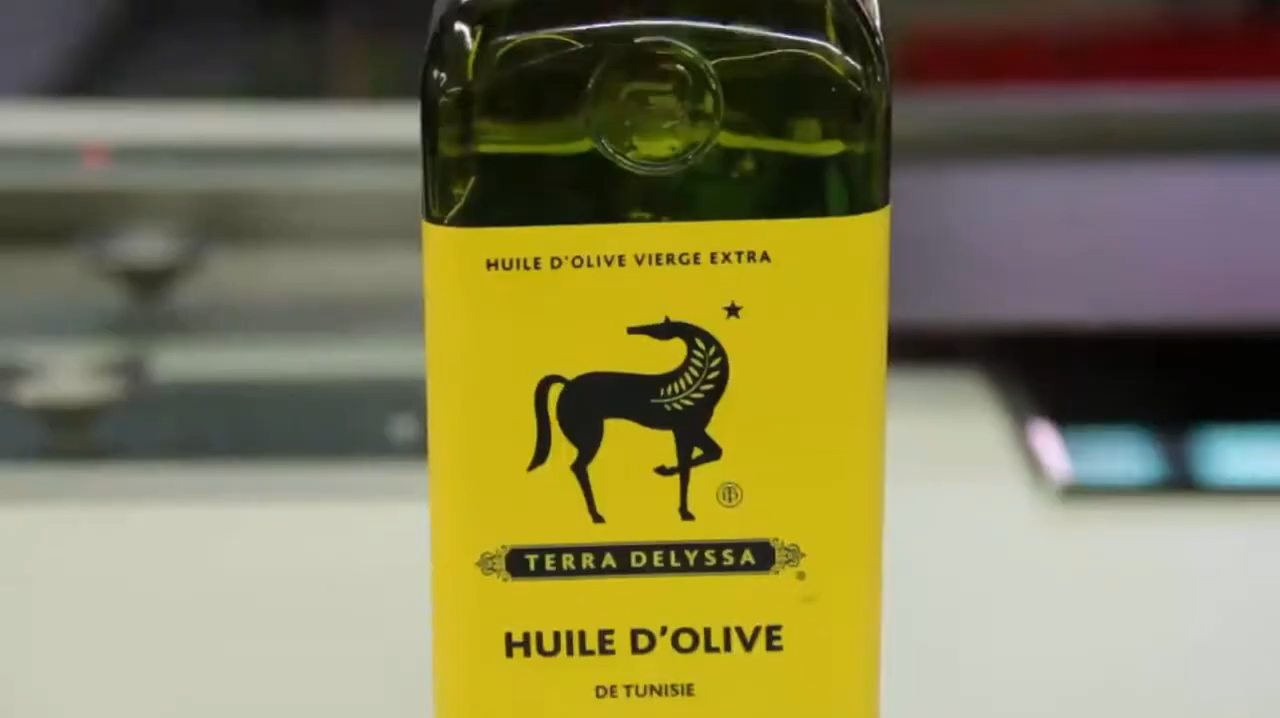 HUILE D'OLIVE VIERGE EXTRA
TERRA DELYSSA
HUILE D'OLIVE
DE TUNISIE